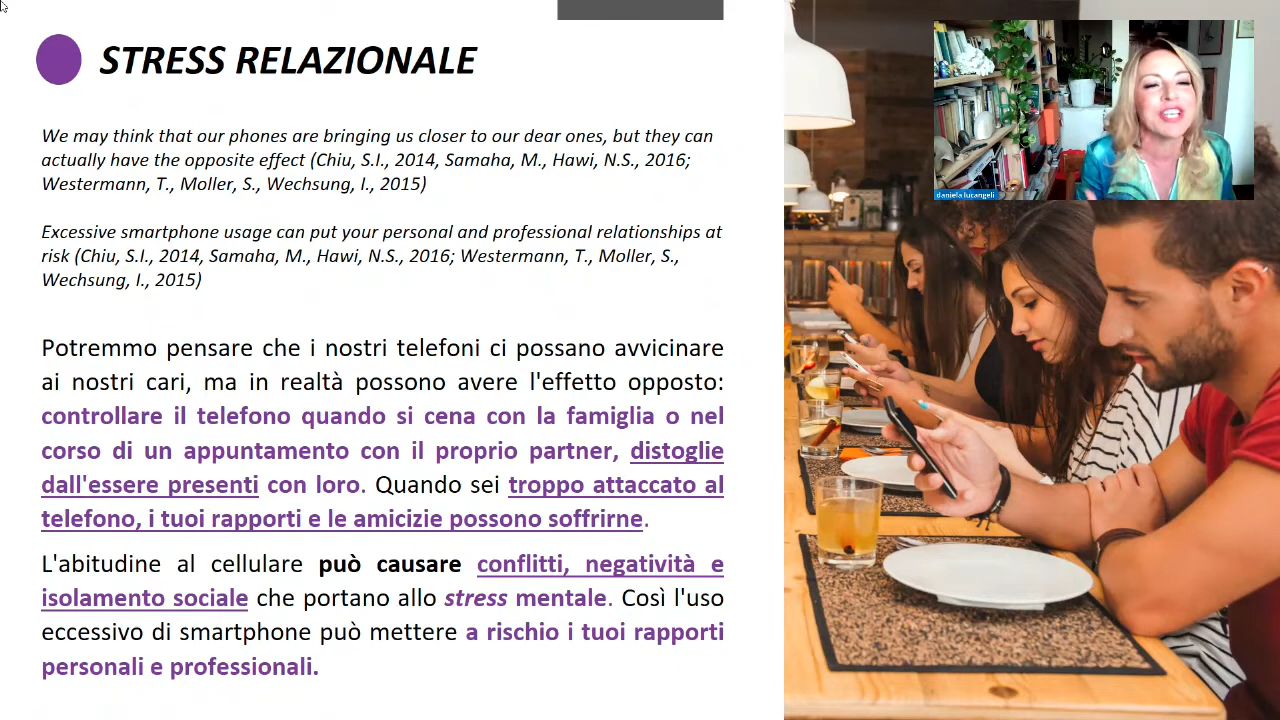 STRESS RELAZIONALE
We may think that our phones are bringing us closer to our dear ones, but they can
actually have the opposite effect (Chiu, S.I., 2014, Samaha, M., Hawi, N.S., 2016;
Westermann, T., Moller, S., Wechsung, I., 2015)
Excessive smartphone usage can put your personal and professional relationships at
risk (Chiu, S.I., 2014, Samaha, M., Hawi, N.S., 2016; Westermann, T., Moller, S.,
Wechsung, I., 2015)
Potremmo pensare che i nostri telefoni ci possano avvicinare
ai nostri cari, ma in realtà possono avere l'effetto opposto:
controllare il telefono quando si cena con la famiglia o nel
corso di un appuntamento con il proprio partner, distoglie
dall'essere presenti con loro. Quando sei troppo attaccato al
telefono, i tuoi rapporti e le amicizie possono soffrirne.
L'abitudine al cellulare può causare conflitti, negatività e
isolamento sociale che portano allo stress mentale. Così l'uso
eccessivo di smartphone può mettere a rischio i tuoi rapporti
personali e professionali.
daniela lucangeli